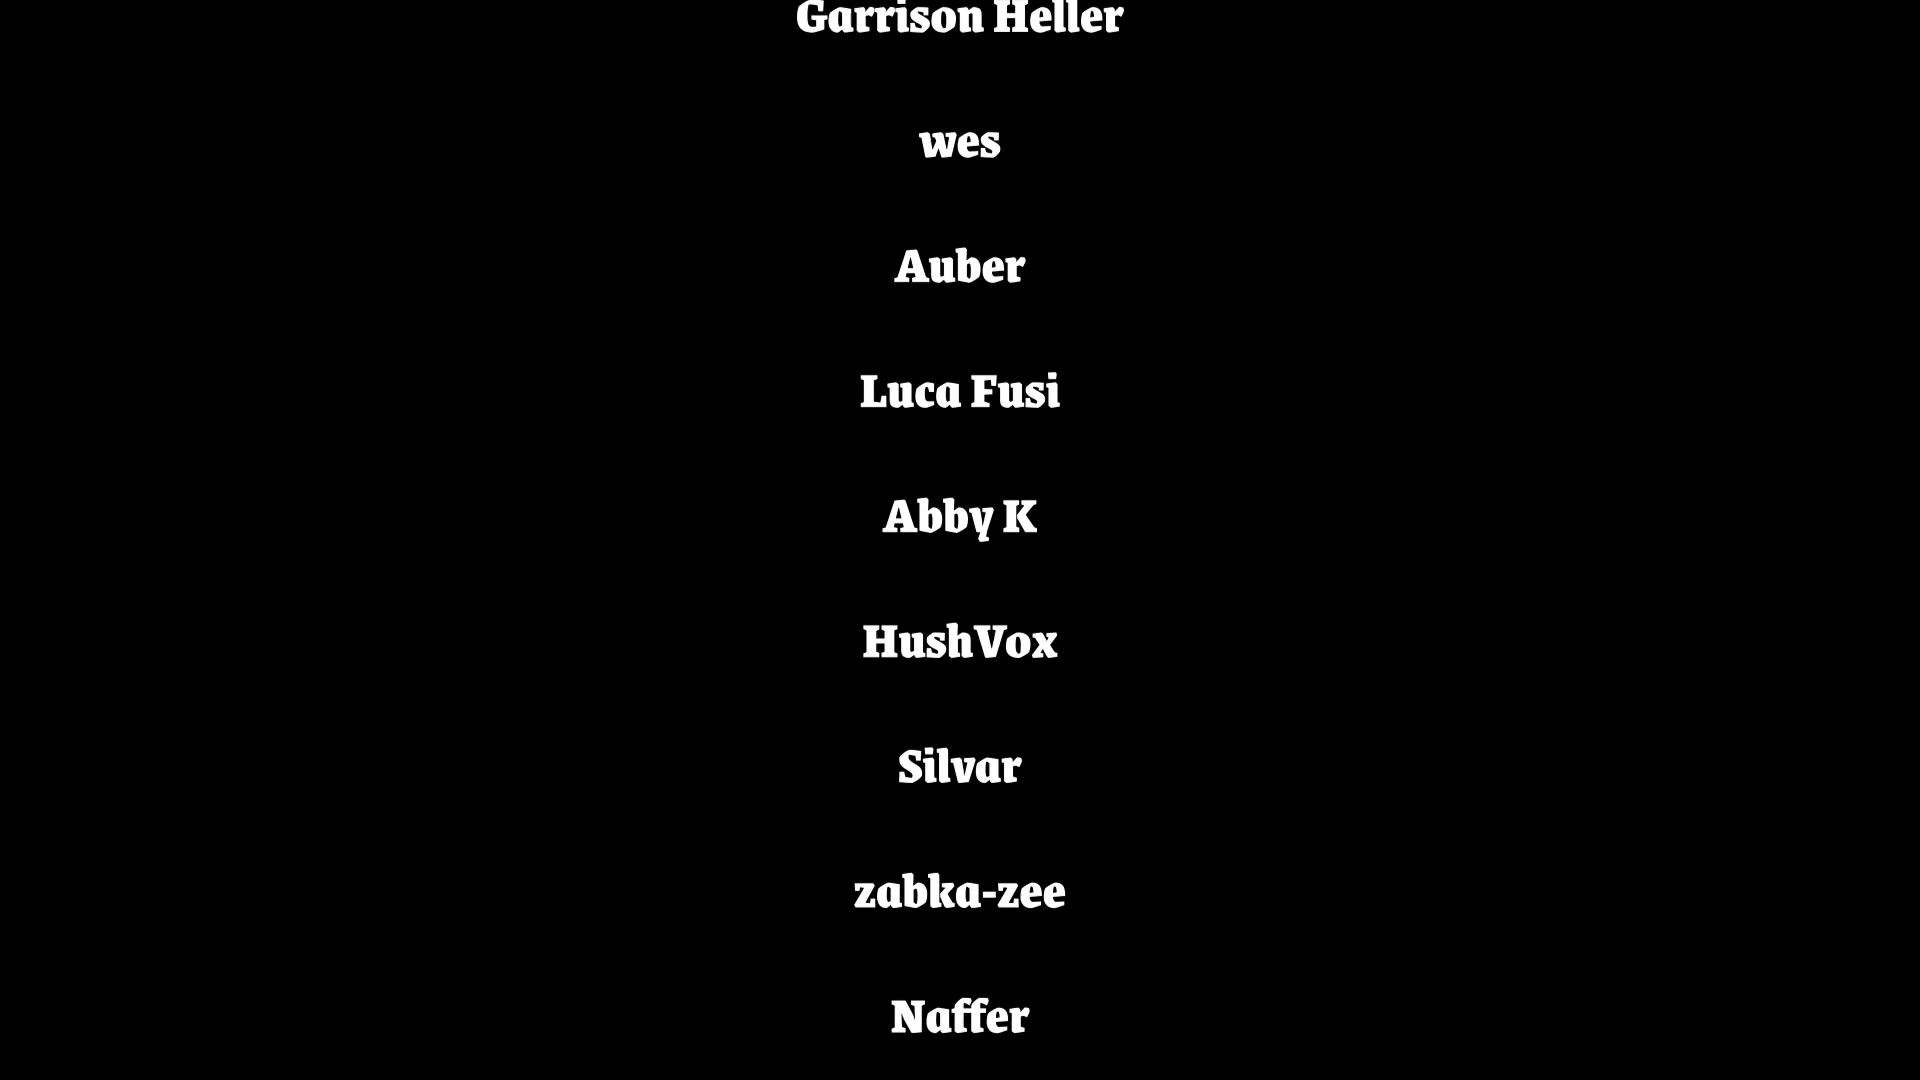 Garrison Heller
wes
Auber
Luca Fusi
Abby K
HushVox
Silvar
zabka-zee
Naffer